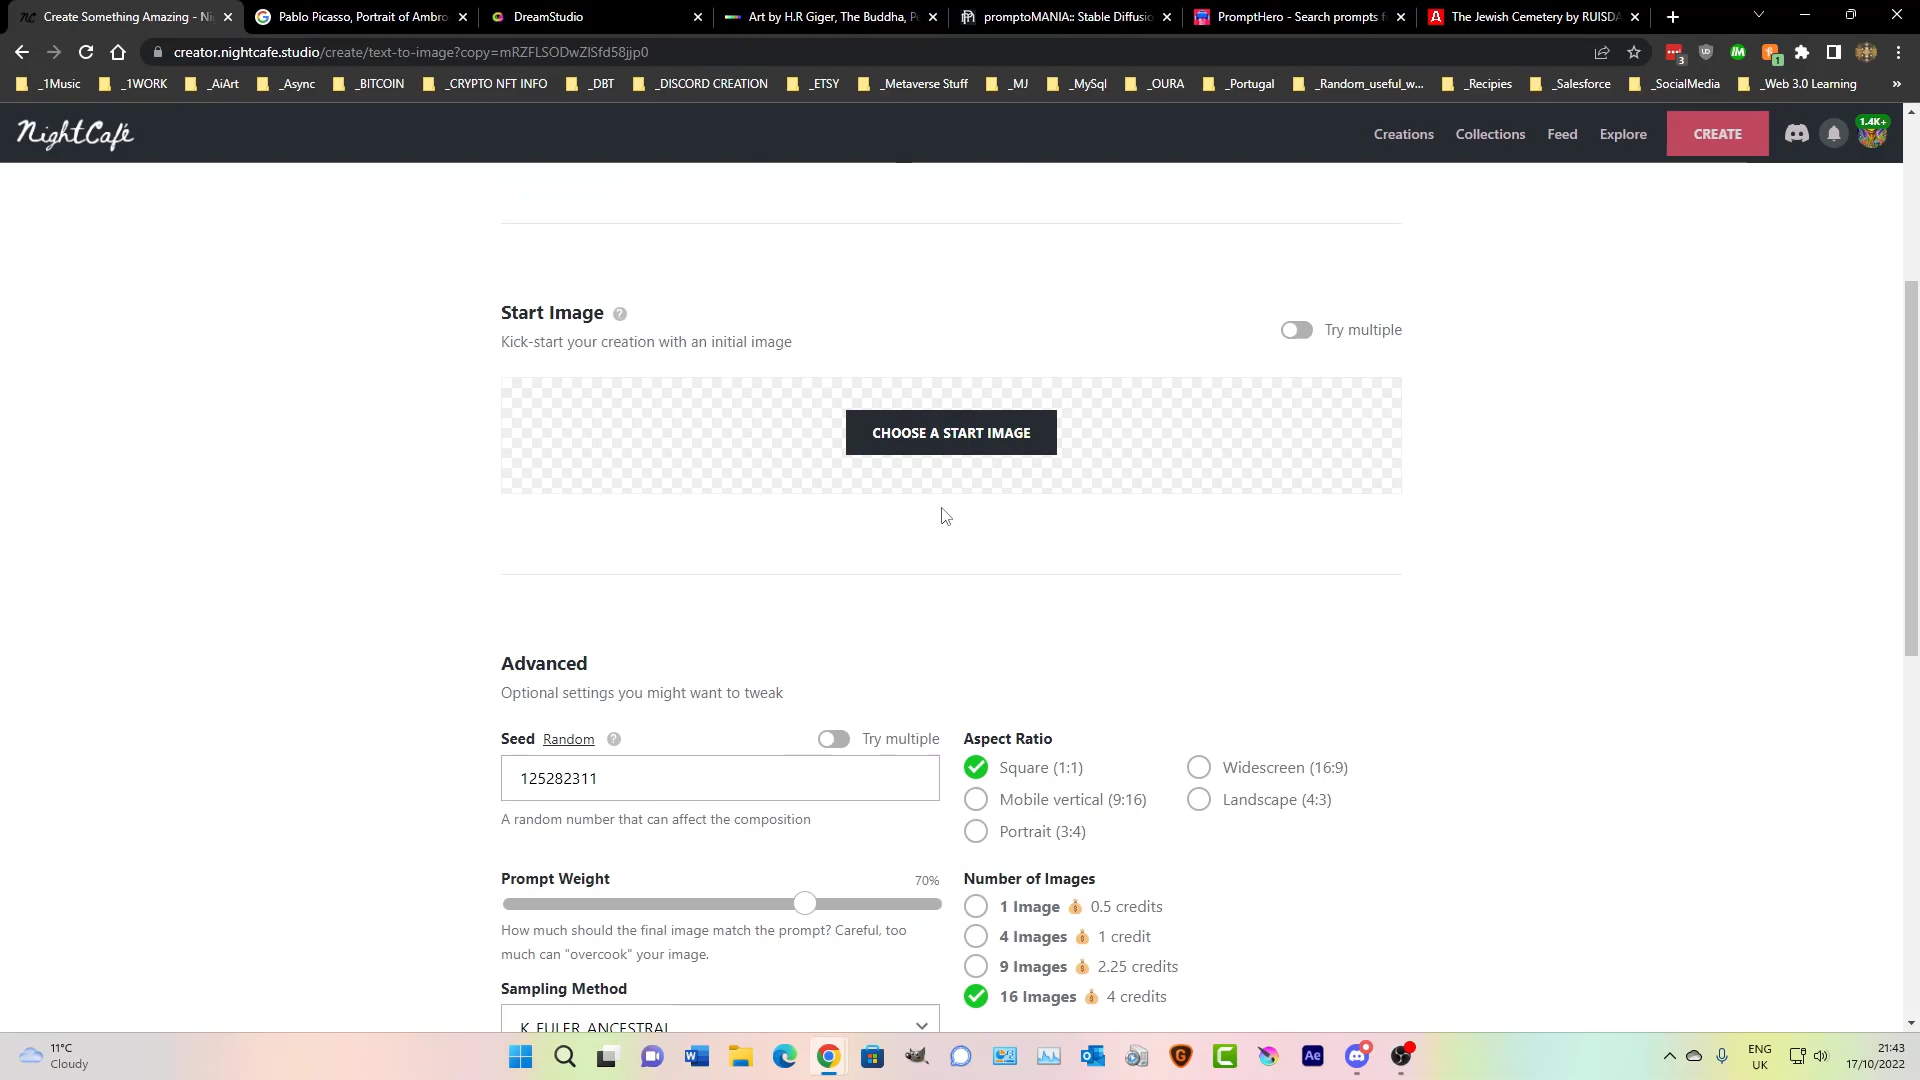 Create Something Amazing - Ni
Pablo Picasso, Portrait of Ambro
DreamStudio
Art by H.R Giger, The Buddha, Pe
promptoMANIA:: Stable Diffusio
PromptHero - Search prompts f
The Jewish Cemetery by RUISDA
creator.nightcafe.studio/create/text-to-image?copy=mRZFLSODwZlSfd58jjp0
3
1
_1Music
_1WORK
_AiArt
_Async
_BITCOIN
_CRYPTO NFT INFO
_DBT
_DISCORD CREATION
_ETSY
_Metaverse Stuff
_MJ
_MySql
_OURA
_Portugal
_Random_useful_w...
_Recipies
_Salesforce
_SocialMedia
_Web 3.0 Learning
»
NightCafé
Creations
Collections
Feed
Explore
CREATE
1.4K+
Start Image ?
Kick-start your creation with an initial image
Try multiple
CHOOSE A START IMAGE
Advanced
Optional settings you might want to tweak
Seed Random ?
Try multiple
125282311
A random number that can affect the composition
Aspect Ratio
Square (1:1)
Widescreen (16:9)
Mobile vertical (9:16)
Landscape (4:3)
Portrait (3:4)
Prompt Weight
70%
How much should the final image match the prompt? Careful, too
much can "overcook" your image.
Number of Images
1 Image 0.5 credits
4 Images 1 credit
9 Images 2.25 credits
16 Images 4 credits
Sampling Method
K_EULER_ANCESTRAL
11°C
Cloudy
ENG
UK
21:43
17/10/2022